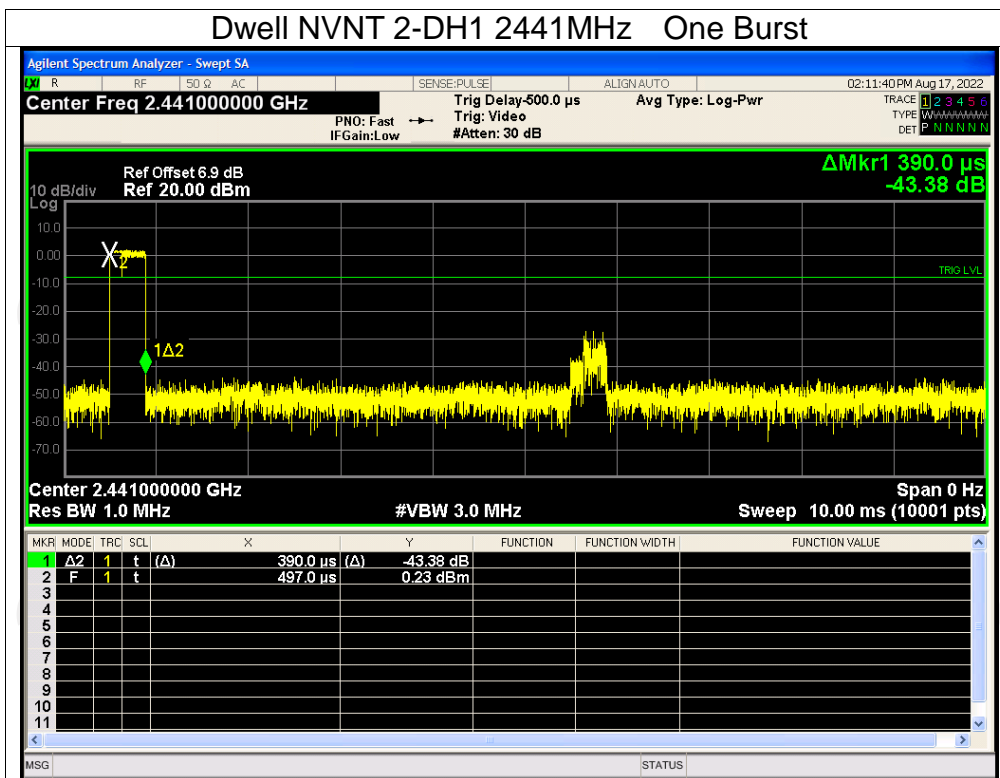 Dwell NVNT 2-DH1 2441MHz One Burst
Agilent Spectrum Analyzer - Swept SA
LXI R RF 50 Ω AC SENSE:PULSE ALIGN AUTO 02:11:40 PM Aug 17, 2022
Center Freq 2.441000000 GHz Trig Delay-500.0 µs Avg Type: Log-Pwr TRACE 1 2 3 4 5 6
PNO: Fast Trig: Video TYPE WWWWWWW
IFGain:Low #Atten: 30 dB DET P N N N N N
ΔMkr1 390.0 µs
Ref Offset 6.9 dB
10 dB/div Ref 20.00 dBm -43.38 dB
Log
10.0
0.00
X2
TRIG LVL
-10.0
-20.0
-30.0
1Δ2
-40.0
-50.0
-60.0
-70.0
Center 2.441000000 GHz Span 0 Hz
Res BW 1.0 MHz #VBW 3.0 MHz Sweep 10.00 ms (10001 pts)
MKR MODE TRC SCL X Y FUNCTION FUNCTION WIDTH FUNCTION VALUE
1 Δ2 1 t (Δ) 390.0 µs (Δ) -43.38 dB
2 F 1 t 497.0 µs 0.23 dBm
3
4
5
6
7
8
9
10
11
MSG STATUS